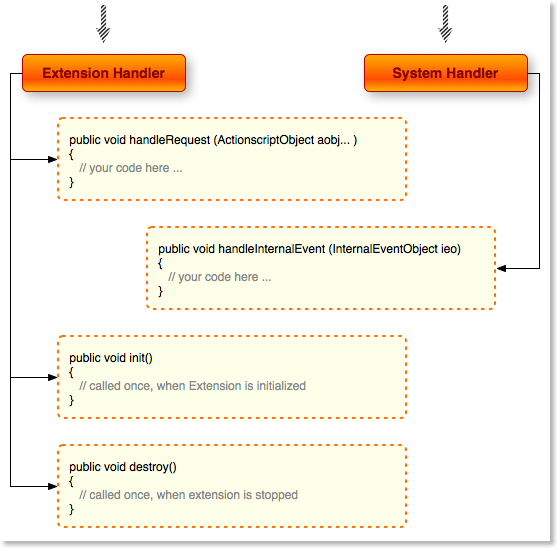 Extension Handler
System Handler
public void handleRequest (ActionscriptObject aobj... )
{
// your code here ...
}
public void handleInternalEvent (InternalEventObject ieo)
{
// your code here ...
}
public void init()
{
// called once, when Extension is initialized
}
public void destroy()
{
// called once, when extension is stopped
}